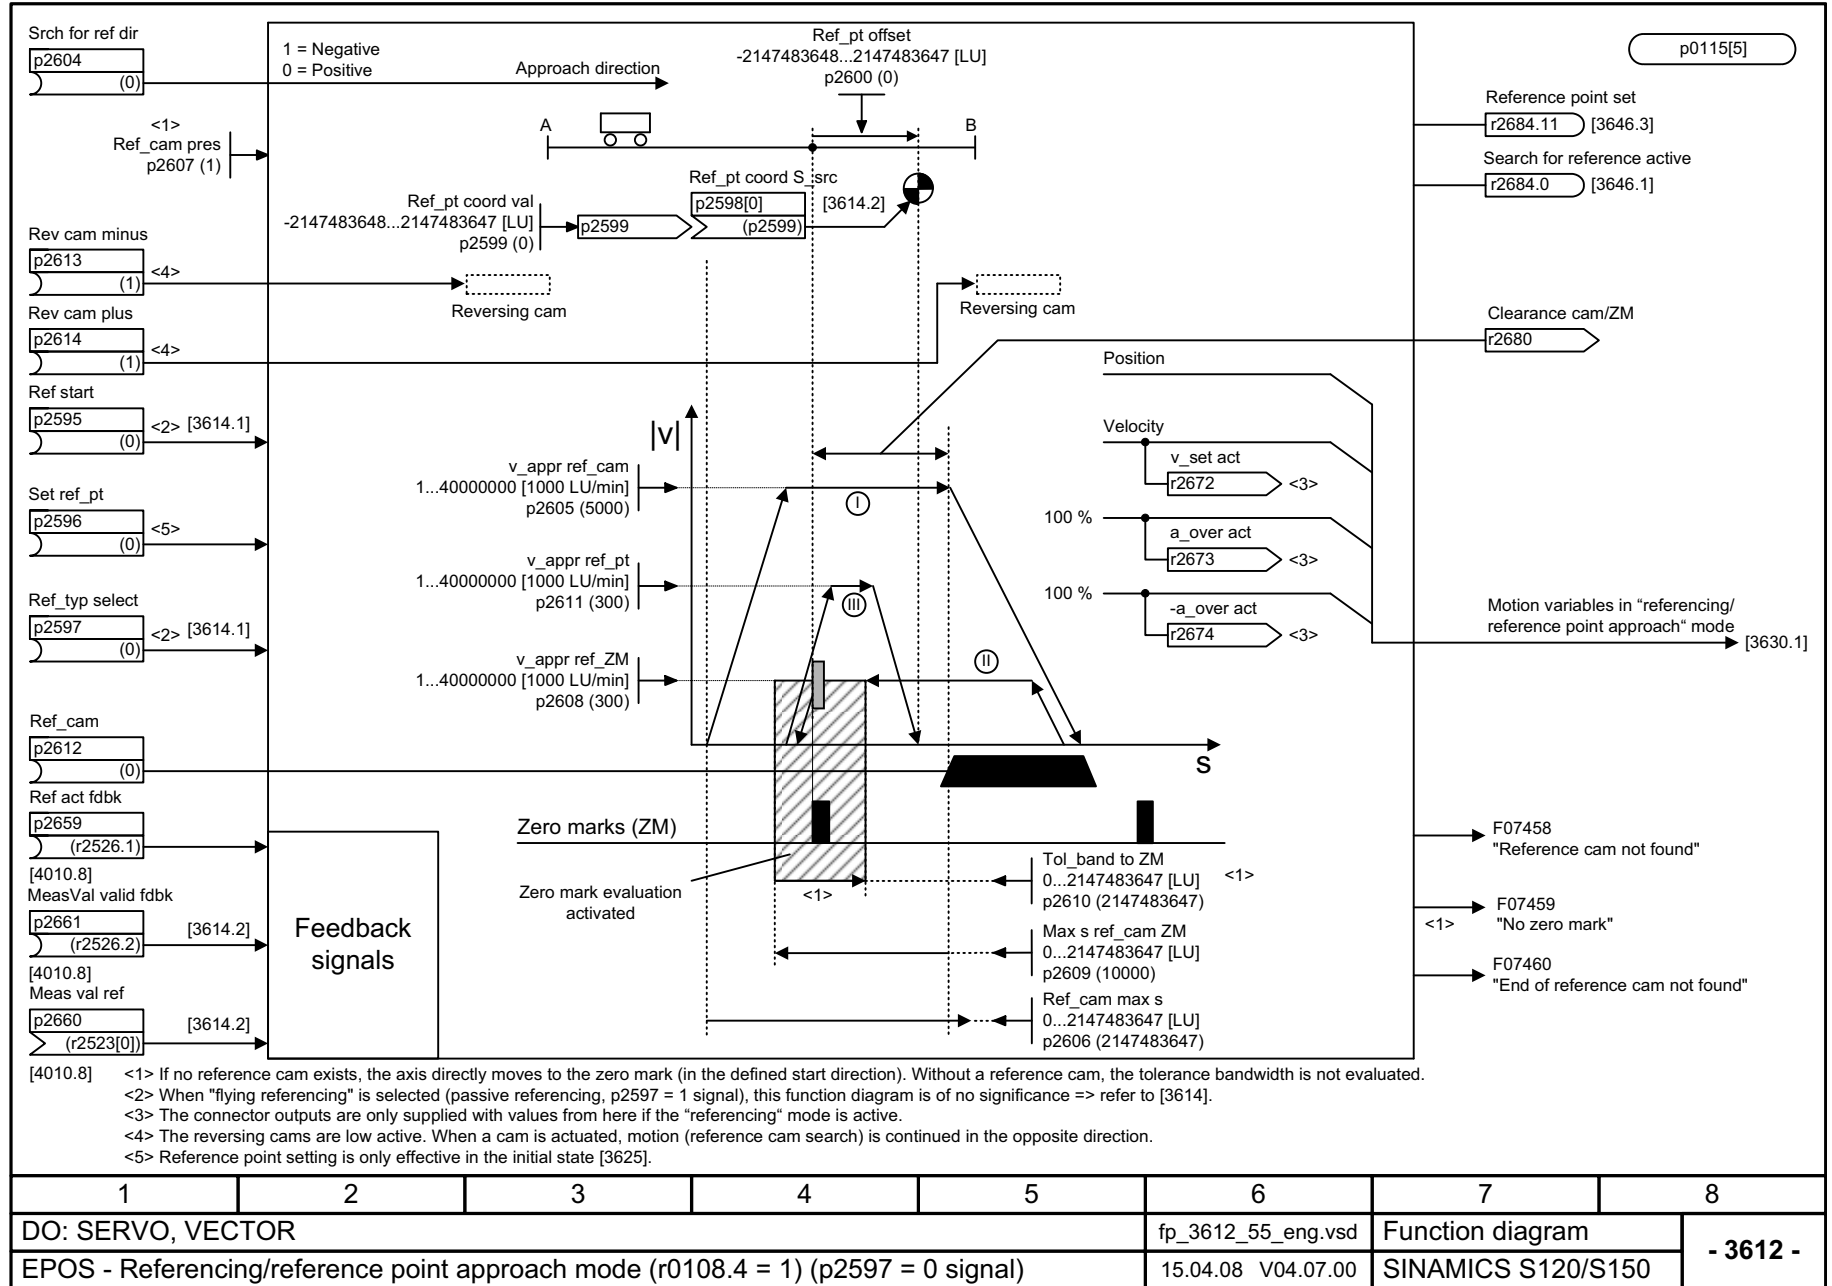 Srch for ref dir
p2604
(0)
1 = Negative
0 = Positive
Approach direction
Ref_pt offset
-2147483648...2147483647 [LU]
p2600 (0)
p0115[5]
<1>
Ref_cam pres
p2607 (1)
A
B
Reference point set
r2684.11
[3646.3]
Search for reference active
r2684.0
[3646.1]
Ref_pt coord val
-2147483648...2147483647 [LU]
p2599 (0)
p2599
Ref_pt coord S_src
p2598[0]
(p2599)
[3614.2]
Rev cam minus
p2613
(1)
<4>
Reversing cam
Reversing cam
Rev cam plus
p2614
(1)
<4>
Clearance cam/ZM
r2680
Ref start
p2595
(0)
<2> [3614.1]
Position
Velocity
v_set act
r2672
<3>
100 %
a_over act
r2673
<3>
100 %
-a_over act
r2674
<3>
Motion variables in “referencing/
reference point approach“ mode
[3630.1]
|v|
v_appr ref_cam
1...40000000 [1000 LU/min]
p2605 (5000)
I
Set ref_pt
p2596
(0)
<5>
v_appr ref_pt
1...40000000 [1000 LU/min]
p2611 (300)
III
Ref_typ select
p2597
(0)
<2> [3614.1]
v_appr ref_ZM
1...40000000 [1000 LU/min]
p2608 (300)
II
Ref_cam
p2612
(0)
s
Ref act fdbk
p2659
(r2526.1)
[4010.8]
Zero marks (ZM)
Zero mark evaluation
activated
<1>
Tol_band to ZM
0...2147483647 [LU]
p2610 (2147483647)
<1>
F07458
"Reference cam not found"
MeasVal valid fdbk
p2661
(r2526.2)
[3614.2]
[4010.8]
Feedback
signals
Max s ref_cam ZM
0...2147483647 [LU]
p2609 (10000)
<1>
F07459
"No zero mark"
F07460
"End of reference cam not found"
Meas val ref
p2660
(r2523[0])
[3614.2]
[4010.8]
Ref_cam max s
0...2147483647 [LU]
p2606 (2147483647)
<1> If no reference cam exists, the axis directly moves to the zero mark (in the defined start direction). Without a reference cam, the tolerance bandwidth is not evaluated.
<2> When "flying referencing" is selected (passive referencing, p2597 = 1 signal), this function diagram is of no significance => refer to [3614].
<3> The connector outputs are only supplied with values from here if the “referencing“ mode is active.
<4> The reversing cams are low active. When a cam is actuated, motion (reference cam search) is continued in the opposite direction.
<5> Reference point setting is only effective in the initial state [3625].
1 2 3 4 5 6 7 8
DO: SERVO, VECTOR
fp_3612_55_eng.vsd
Function diagram
- 3612 -
EPOS - Referencing/reference point approach mode (r0108.4 = 1) (p2597 = 0 signal)
15.04.08 V04.07.00
SINAMICS S120/S150